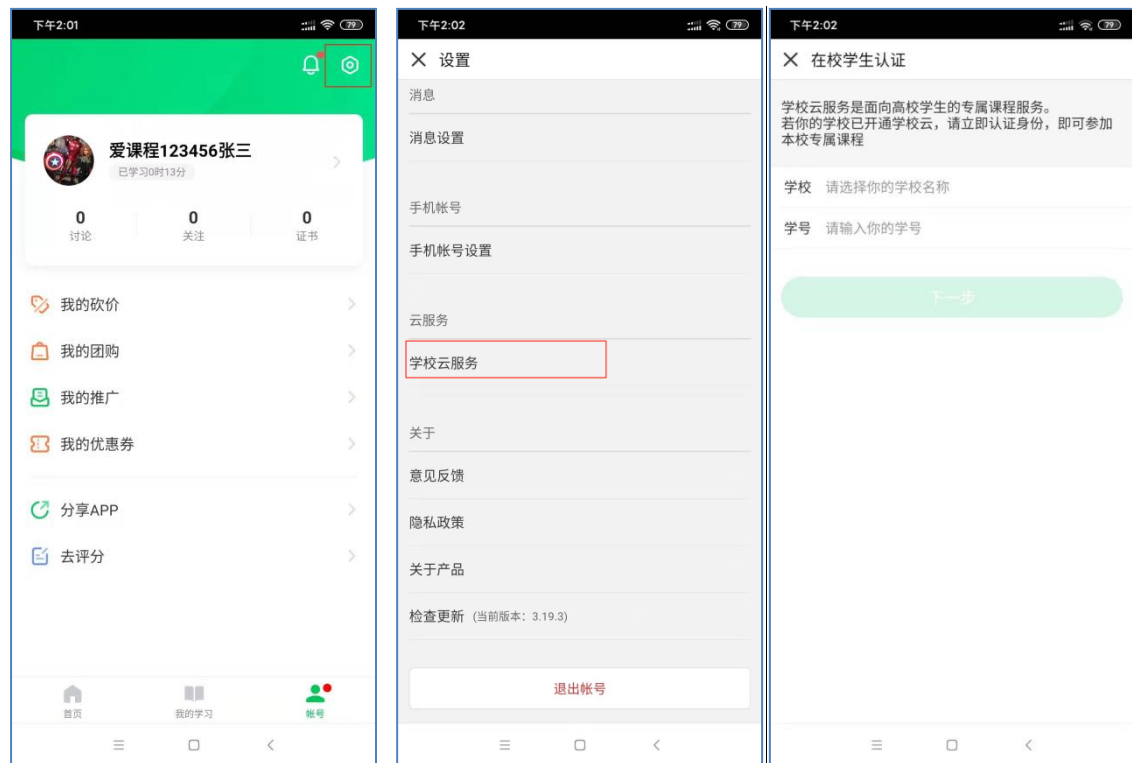 下午2:01
79
爱课程123456张三
已学习0时13分
0
0
0
讨论
关注
证书
我的砍价
我的团购
我的推广
我的优惠券
分享APP
去评分
首页
我的学习
帐号
下午2:02
79
设置
消息
消息设置
手机帐号
手机帐号设置
云服务
学校云服务
关于
意见反馈
隐私政策
关于产品
检查更新 (当前版本: 3.19.3)
退出帐号
下午2:02
79
在校学生认证
学校云服务是面向高校学生的专属课程服务。
若你的学校已开通学校云，请立即认证身份，即可参加
本校专属课程
学校 请选择你的学校名称
学号 请输入你的学号
下一步